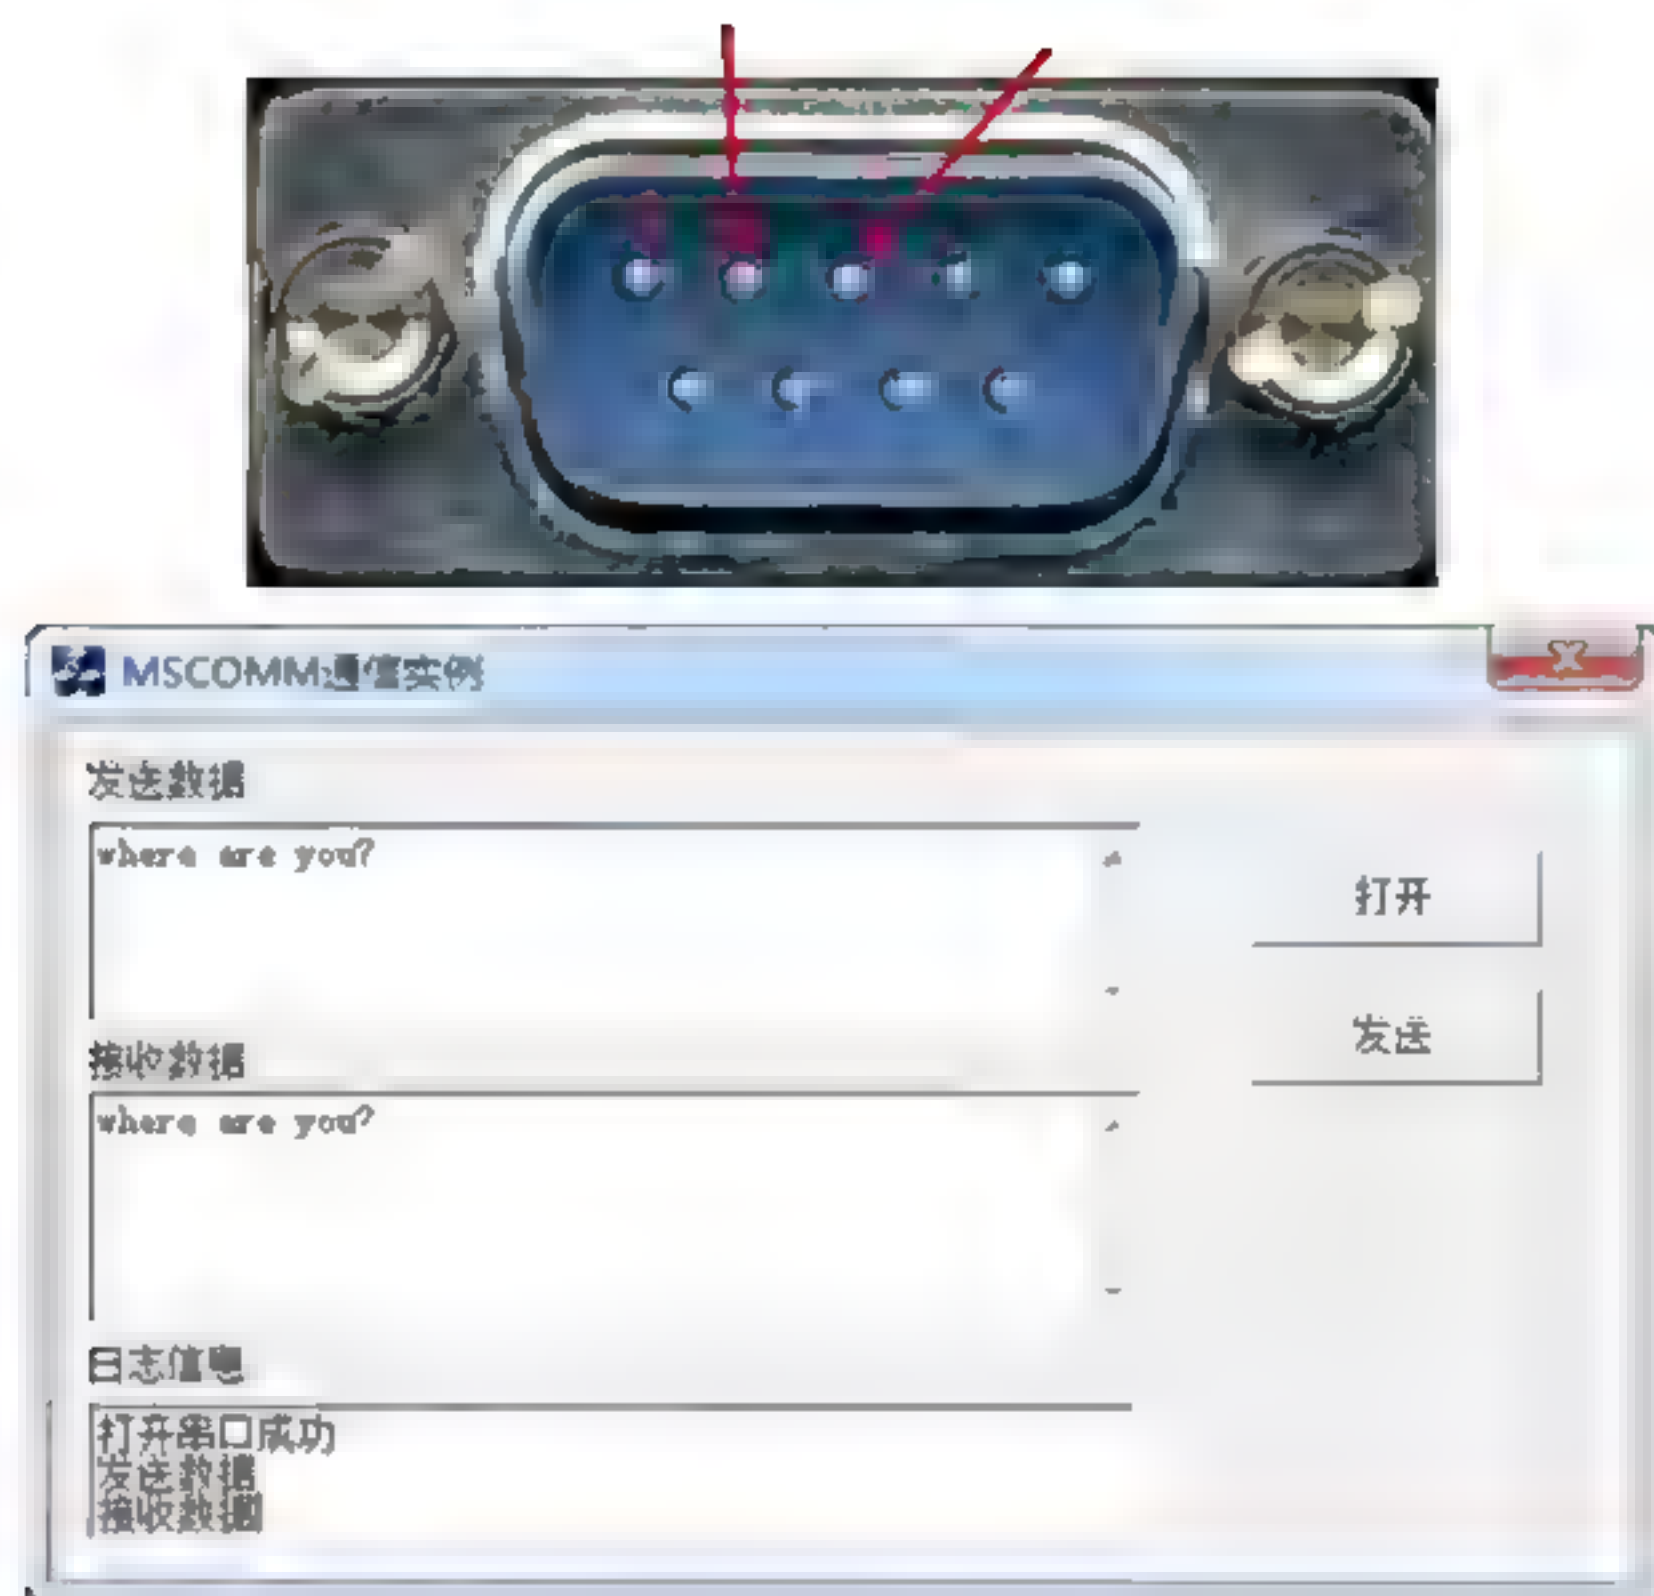 MSCOMM通信实例
发送数据
where are you?
打开
发送
接收数据
where are you?
日志信息
打开串口成功
发送数据
接收数据